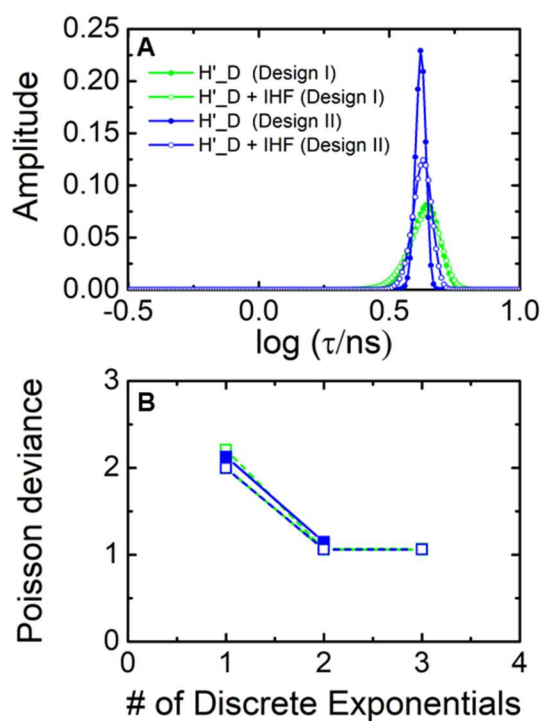 A
0.25
0.20
0.15
0.10
0.05
0.00
Amplitude
H'_D (Design I)
H'_D + IHF (Design I)
H'_D (Design II)
H'_D + IHF (Design II)
-0.5 0.0 0.5 1.0
log (τ/ns)
B
3
2
1
0
Poisson deviance
0 1 2 3 4
# of Discrete Exponentials